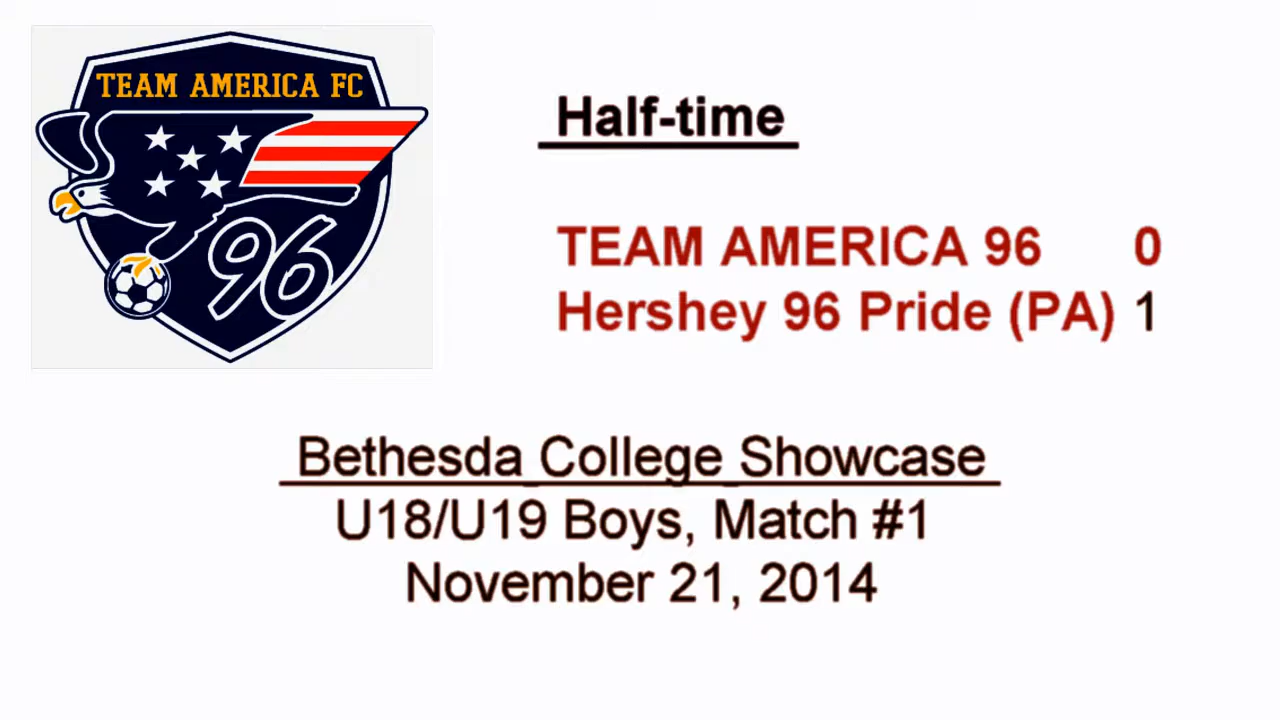 TEAM AMERICA FC
96
Half-time
TEAM AMERICA 96 0
Hershey 96 Pride (PA) 1
Bethesda College Showcase
U18/U19 Boys, Match #1
November 21, 2014